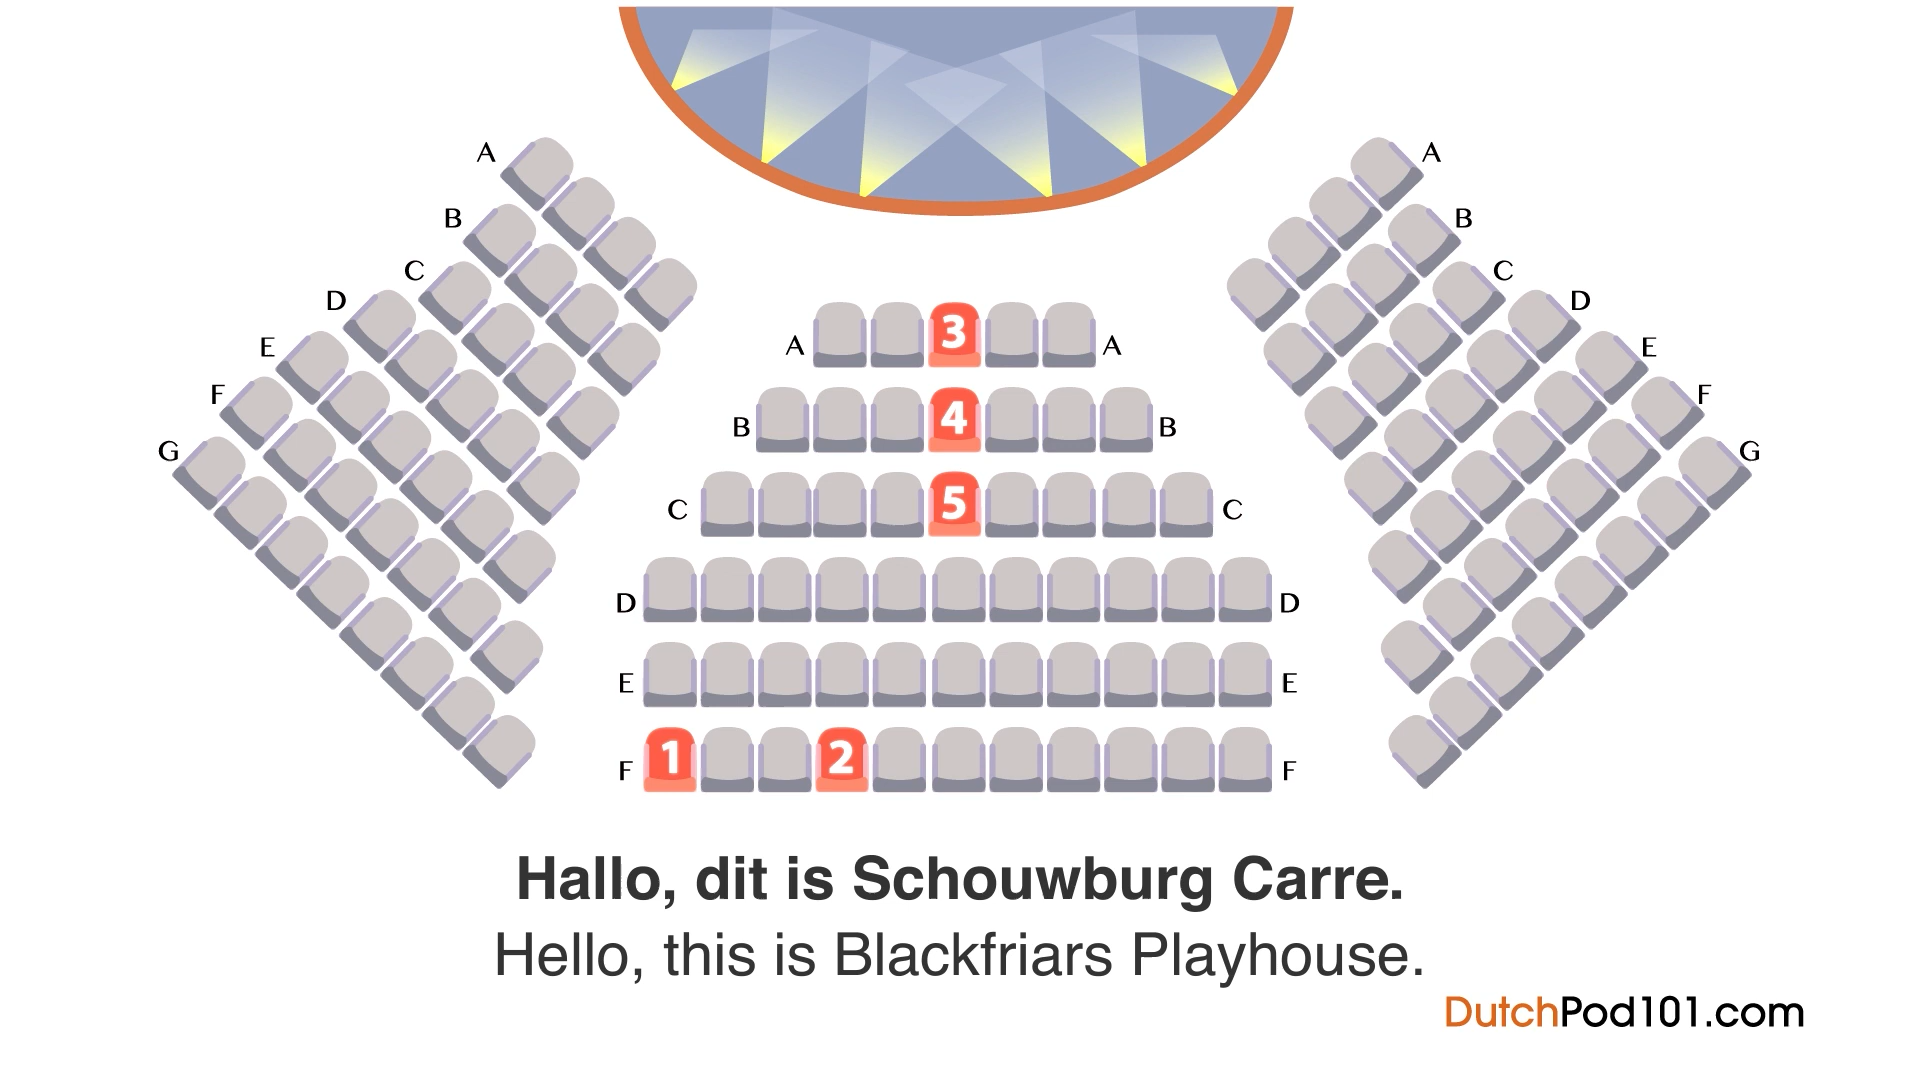 A
B
C
D
E
F
G
A
B
C
D
E
F
G
A 3 A
B 4 B
C 5 C
D D
E E
F 1 2 F
Hallo, dit is Schouwburg Carre.
Hello, this is Blackfriars Playhouse.
DutchPod101.com